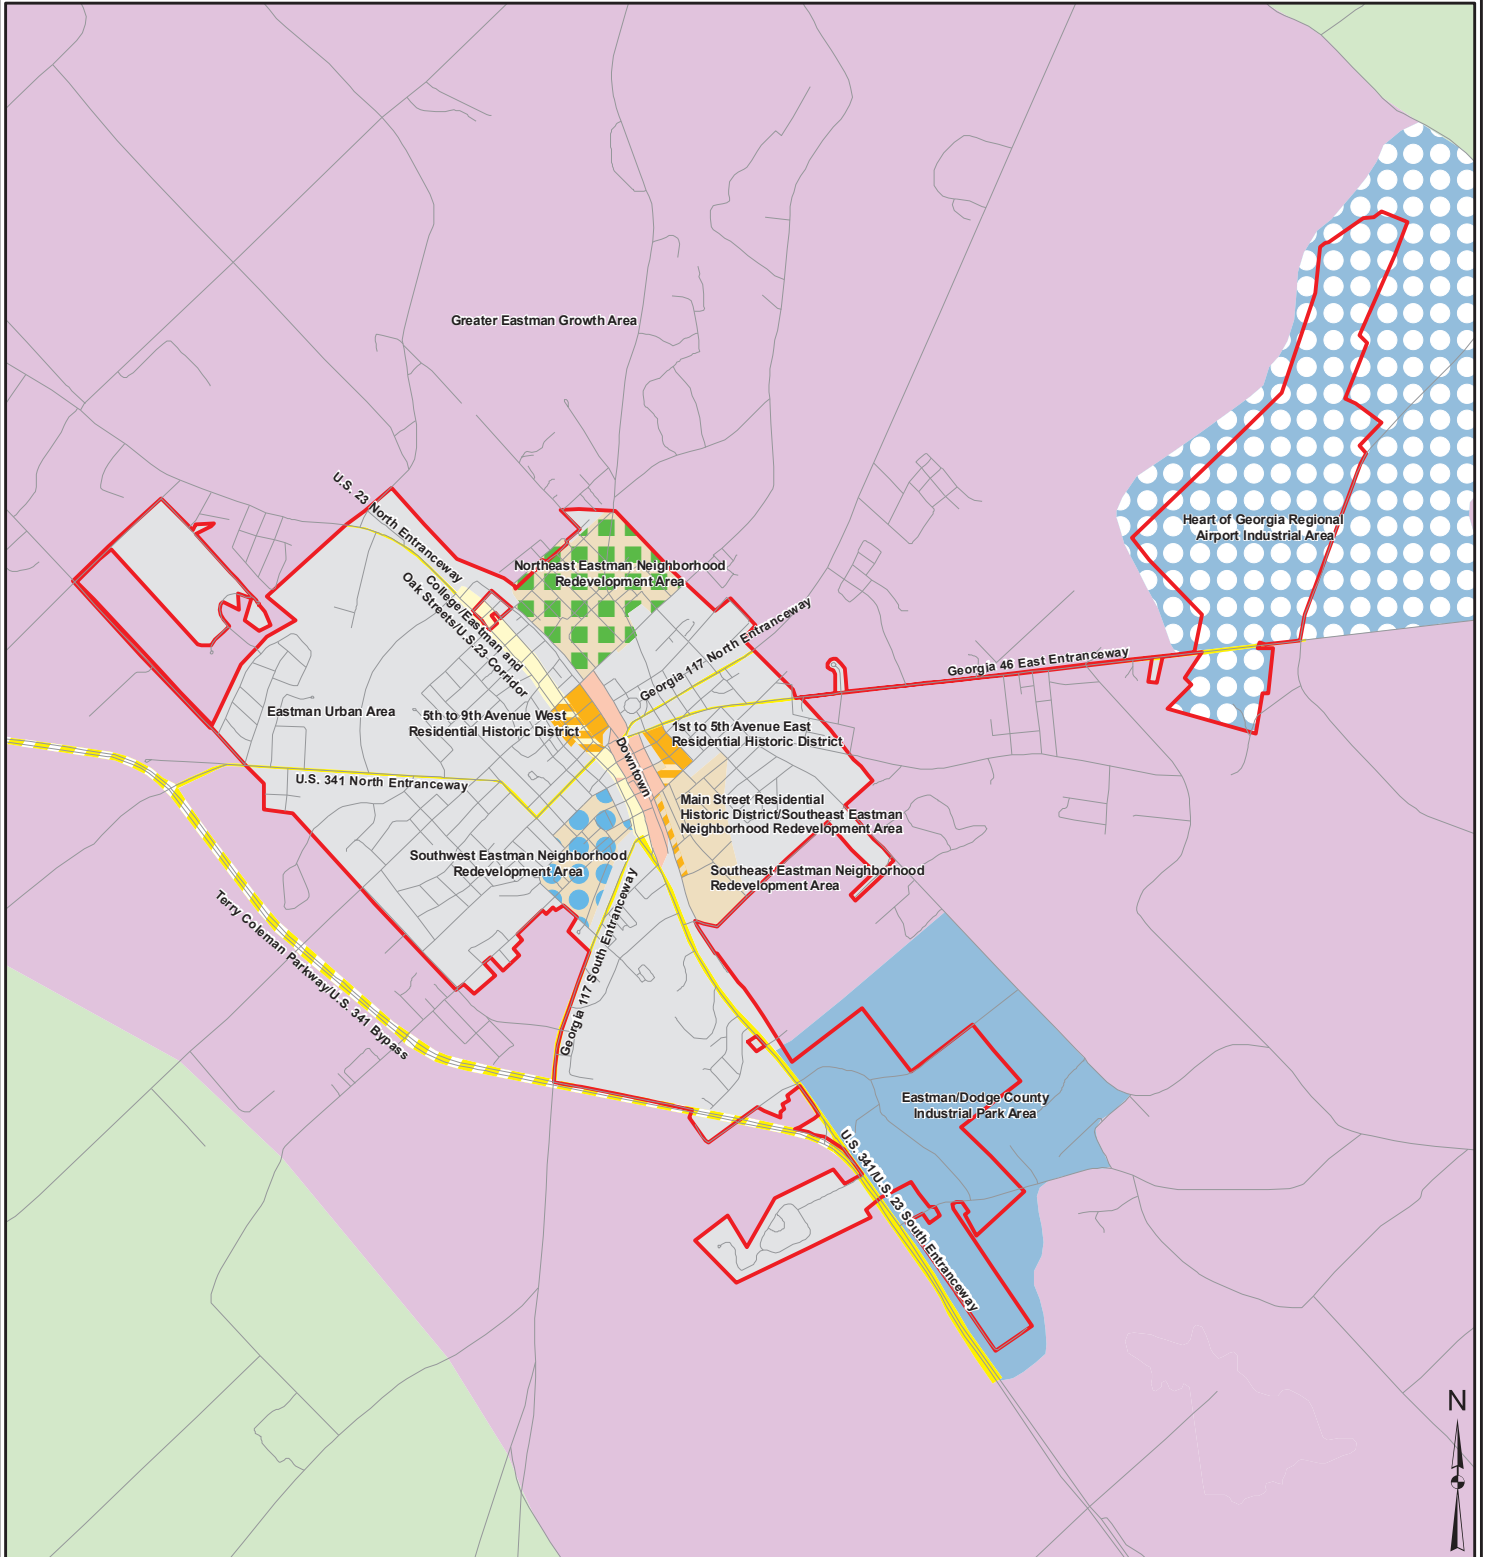 Greater Eastman Growth Area
U.S. 23 North Entranceway
Heart of Georgia Regional
Airport Industrial Area
Northeast Eastman Neighborhood
Redevelopment Area
College/Eastman and
Oak Streets/U.S. 23 Corridor
Georgia 117 North Entranceway
Georgia 46 East Entranceway
Eastman Urban Area
5th to 9th Avenue West
Residential Historic District
1st to 5th Avenue East
Residential Historic District
Downtown
U.S. 341 North Entranceway
Main Street Residential
Historic District/Southeast Eastman
Neighborhood Redevelopment Area
Southwest Eastman Neighborhood
Redevelopment Area
Southeast Eastman Neighborhood
Redevelopment Area
Terry Coleman Parkway/U.S. 341 Bypass
Georgia 117 South Entranceway
Eastman/Dodge County
Industrial Park Area
U.S. 341/U.S. 23 South Entranceway
N